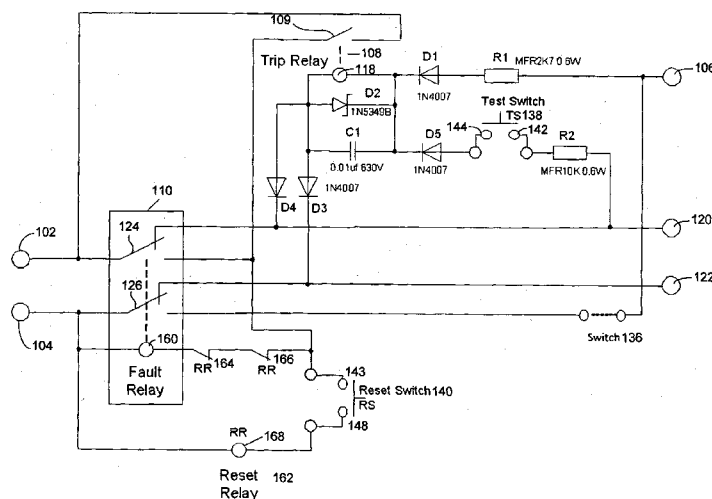 109
108
Trip Relay
118
D1
R1
MFR2K7 0.6W
106
D2
1N4007
1N5349B
Test Switch
TS138
144
142
C1
D5
R2
0.01uf 630V
1N4007
MFR10K 0.6W
1N4007
110
D4
D3
102
124
120
126
122
104
Switch 136
160
164
166
RR
RR
143
Fault
Relay
Reset Switch 140
RS
148
RR
168
Reset
Relay
162